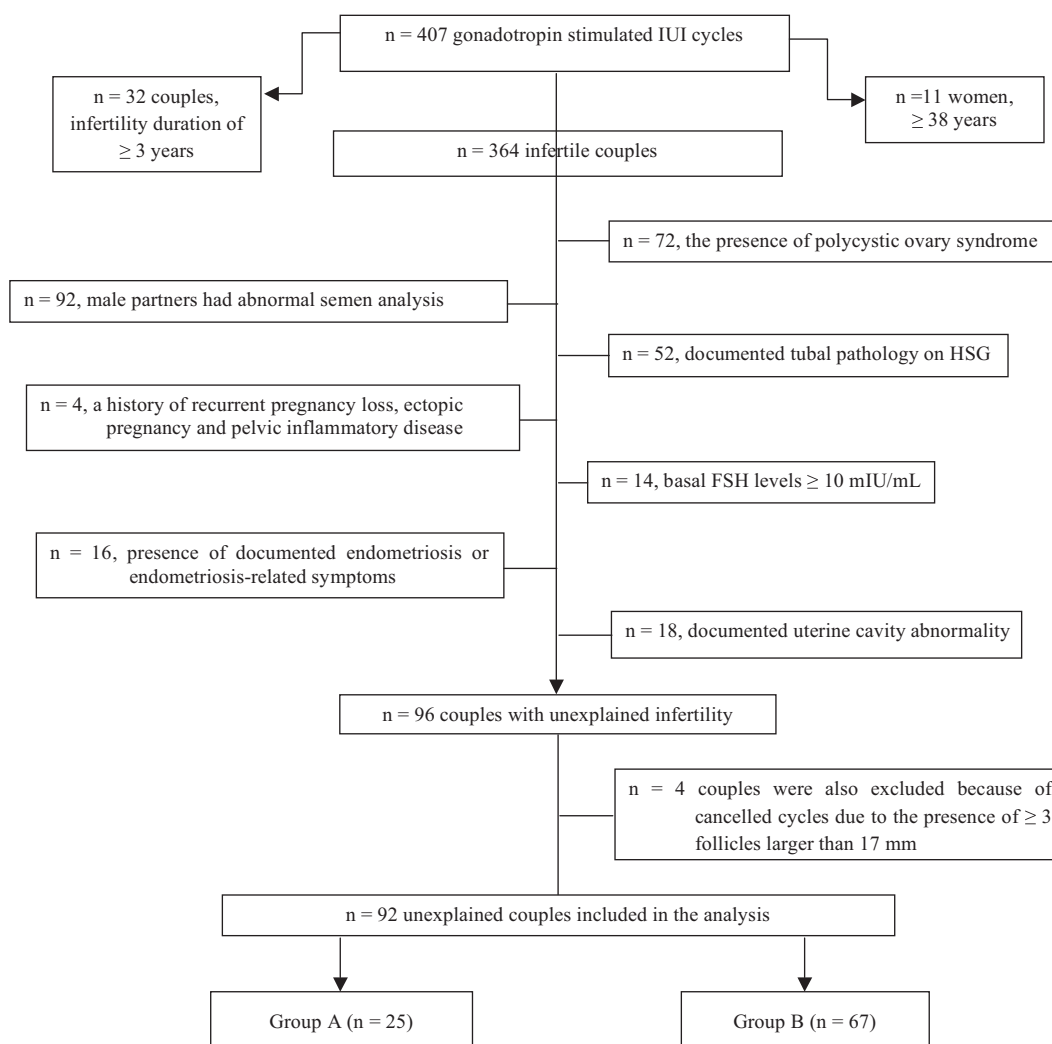 n = 407 gonadotropin stimulated IUI cycles
n = 32 couples,
infertility duration of
≥ 3 years
n =11 women,
≥ 38 years
n = 364 infertile couples
n = 72, the presence of polycystic ovary syndrome
n = 92, male partners had abnormal semen analysis
n = 52, documented tubal pathology on HSG
n = 4, a history of recurrent pregnancy loss, ectopic
pregnancy and pelvic inflammatory disease
n = 14, basal FSH levels ≥ 10 mIU/mL
n = 16, presence of documented endometriosis or
endometriosis-related symptoms
n = 18, documented uterine cavity abnormality
n = 96 couples with unexplained infertility
n = 4 couples were also excluded because of
cancelled cycles due to the presence of ≥ 3
follicles larger than 17 mm
n = 92 unexplained couples included in the analysis
Group A (n = 25)
Group B (n = 67)